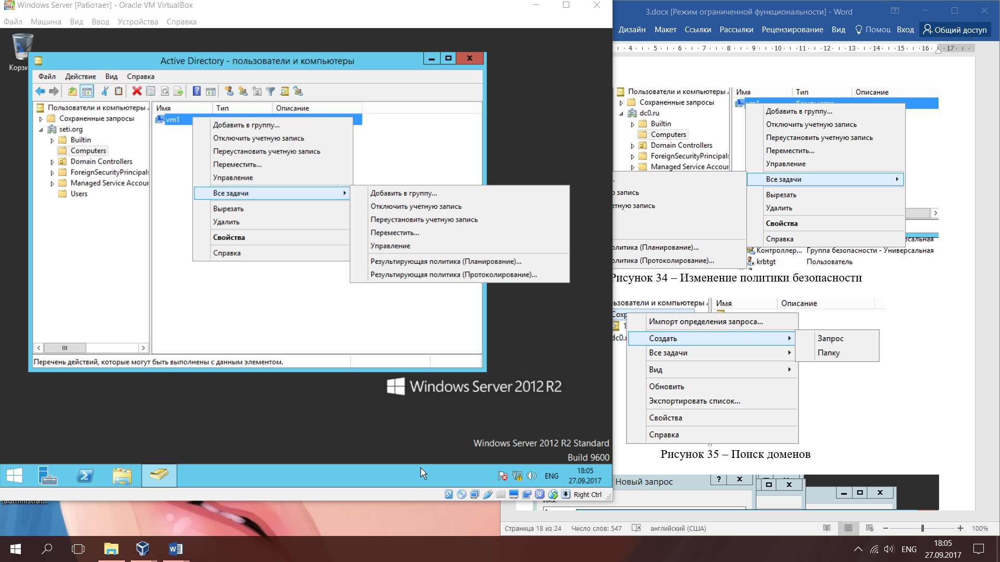 Windows Server [Работает] - Oracle VM VirtualBox
Файл Машина Вид Ввод Устройства Справка
Active Directory - пользователи и компьютеры
Файл Действие Вид Справка
Пользователи и компьютеры
Сохраненные запросы
seti.org
Builtin
Computers
Domain Controllers
ForeignSecurityPrincipals
Managed Service Accour
Users
Имя Тип Описание
vm1
Добавить в группу...
Отключить учетную запись
Переустановить учетную запись
Переместить...
Управление
Все задачи
Вырезать
Удалить
Свойства
Справка
Добавить в группу...
Отключить учетную запись
Переустановить учетную запись
Переместить...
Управление
Результирующая политика (Планирование)...
Результирующая политика (Протоколирование)...
Перечень действий, которые могут быть выполнены с данным элементом.
Windows Server 2012 R2
Windows Server 2012 R2 Standard
Build 9600
ENG
18:05
27.09.2017
Right Ctrl
(administrat...
3.docx [Режим ограниченной функциональности] - Word
Дизайн Макет Ссылки Рассылки Рецензирование Вид Помощ Вход Общий доступ
4 5 6 7 8 9 10 11 12 13 14 15 16 17
Пользователи и компьютеры
Сохраненные запросы
dc0.ru
Builtin
Computers
Domain Controllers
ForeignSecurityPrincipals
Managed Service Accour
Имя Тип Описание
Добавить в группу...
Отключить учетную запись
Переустановить учетную запись
Переместить...
Управление
Все задачи
Вырезать
Удалить
Свойства
Справка
запись
етную запись
олитика (Планирование)...
олитика (Протоколирование)...
Контроллер... Группа безопасности - Универсальная
krbtgt Пользователь
Рисунок 34 – Изменение политики безопасности
ьзователи и компьютеры
Имя Описание
Импорт определения запроса...
Создать
Все задачи
Вид
Обновить
Экспортировать список...
Свойства
Справка
Запрос
Папку
Рисунок 35 – Поиск доменов
Новый запрос
Страница 18 из 24 Число слов: 547 английский (США) 100%
ENG
18:05
27.09.2017